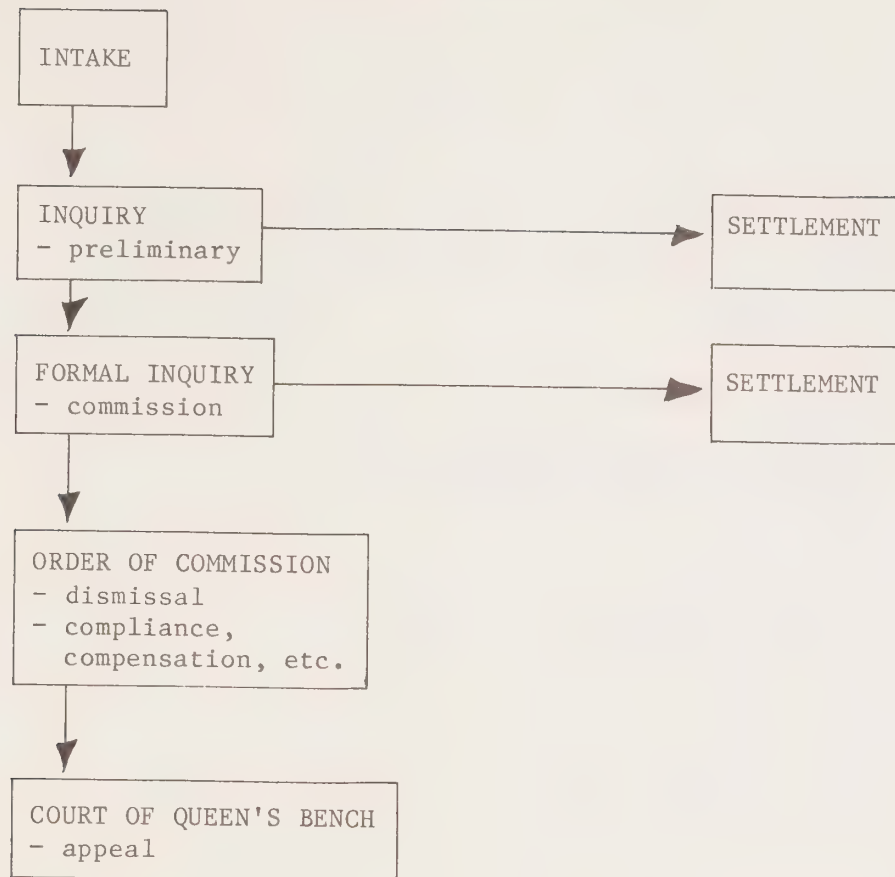 INTAKE
INQUIRY
- preliminary
SETTLEMENT
FORMAL INQUIRY
- commission
SETTLEMENT
ORDER OF COMMISSION
- dismissal
- compliance,
compensation, etc.
COURT OF QUEEN'S BENCH
- appeal